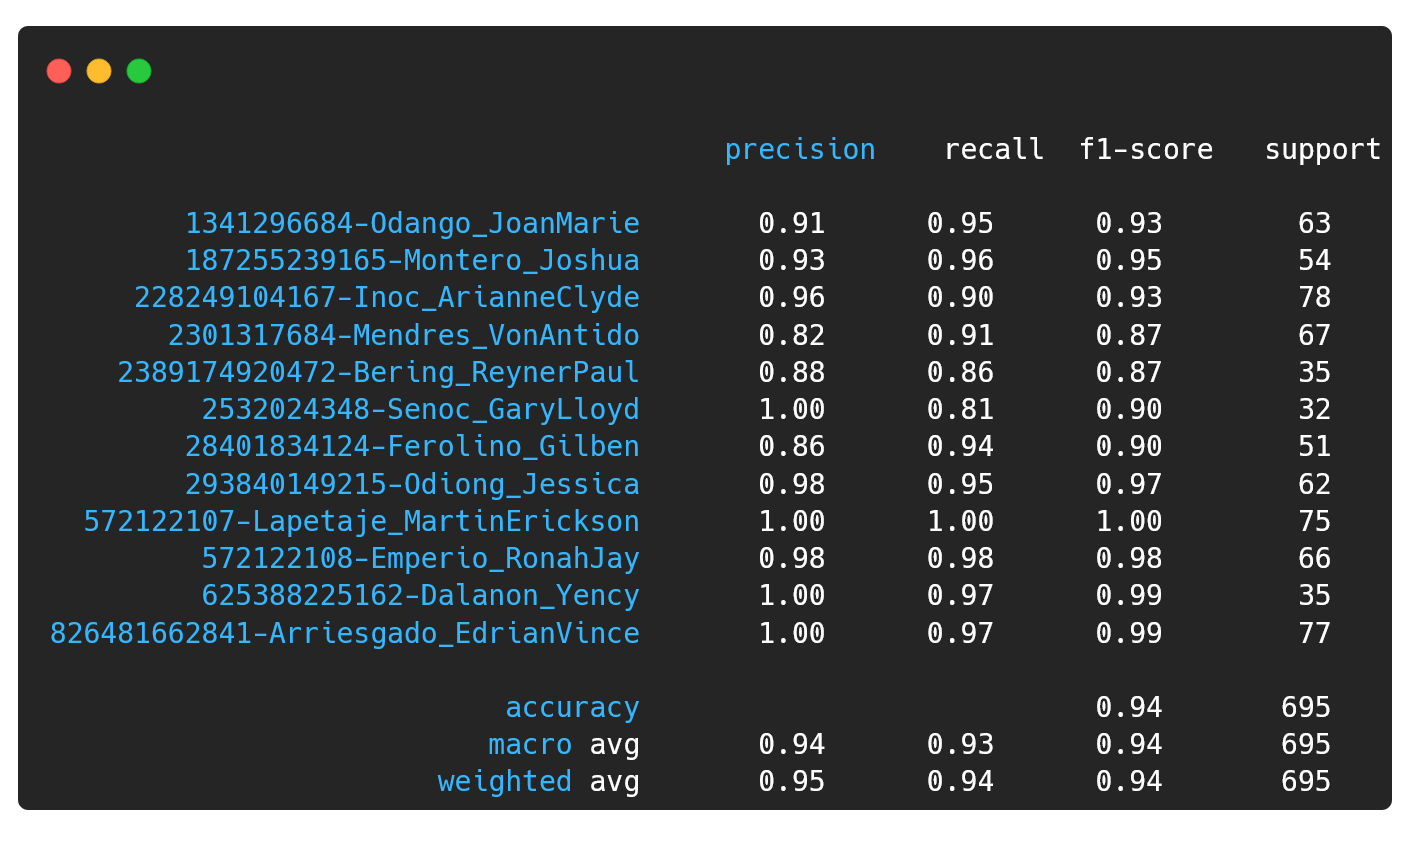 precision recall f1-score support
1341296684-Odango_JoanMarie 0.91 0.95 0.93 63
187255239165-Montero_Joshua 0.93 0.96 0.95 54
228249104167-Inoc_ArianneClyde 0.96 0.90 0.93 78
2301317684-Mendres_VonAntido 0.82 0.91 0.87 67
2389174920472-Bering_ReynerPaul 0.88 0.86 0.87 35
2532024348-Senoc_GaryLloyd 1.00 0.81 0.90 32
28401834124-Ferolino_Gilben 0.86 0.94 0.90 51
293840149215-Odiong_Jessica 0.98 0.95 0.97 62
572122107-Lapetaje_MartinErickson 1.00 1.00 1.00 75
572122108-Emperio_RonahJay 0.98 0.98 0.98 66
625388225162-Dalanon_Yency 1.00 0.97 0.99 35
826481662841-Arriesgado_EdrianVince 1.00 0.97 0.99 77
accuracy 0.94 695
macro avg 0.94 0.93 0.94 695
weighted avg 0.95 0.94 0.94 695